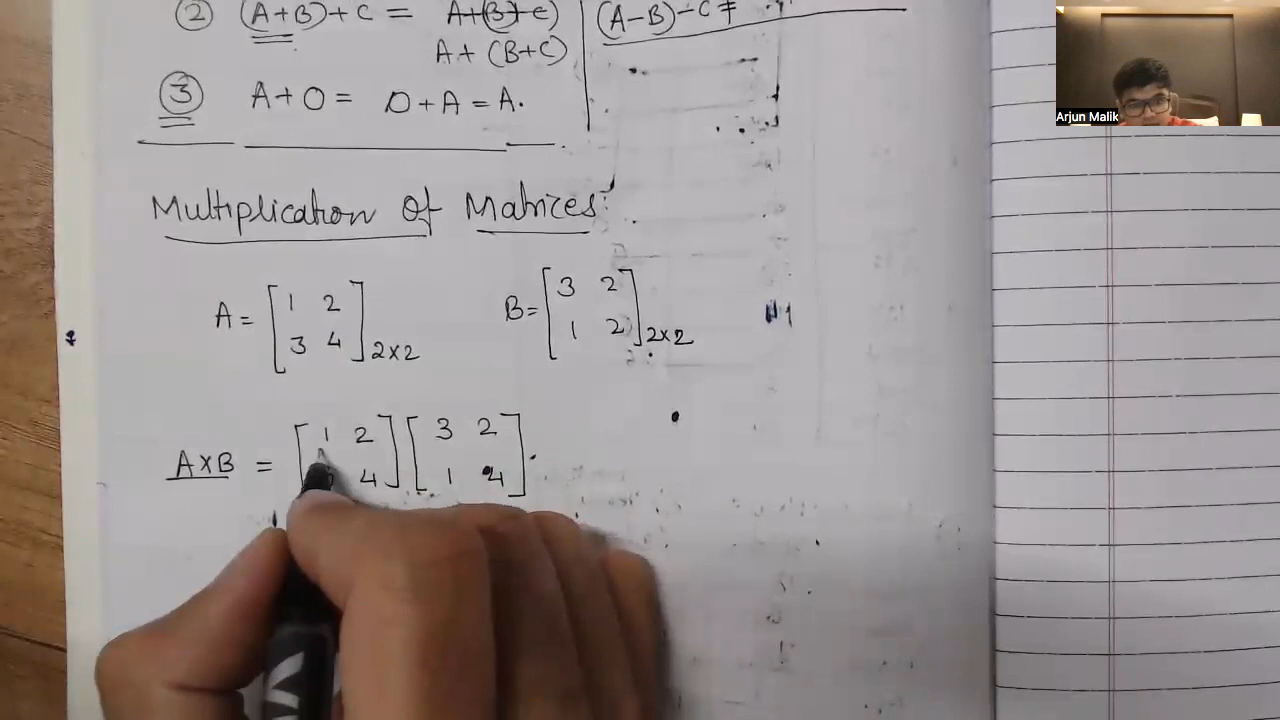 ② (A+B)+C = A+(B)+C) (A-B)-C≠
A+ (B+C)
③ A+O = O+A=A.
Multiplication Of Matrices:
A = [1 2 B= [3 2
3 4]2×2 1 2]2×2
A×B = [1 2] [3 2].
4 1 4
Arjun Malik